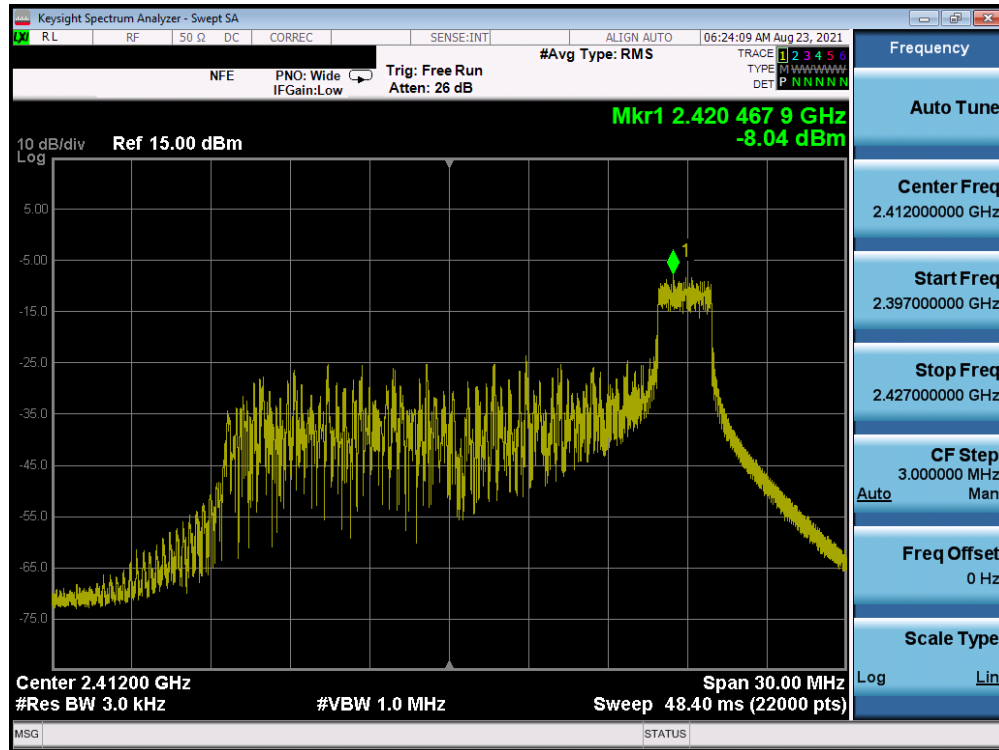 Keysight Spectrum Analyzer - Swept SA
LXI RL RF 50 Ω DC CORREC SENSE:INT ALIGN AUTO 06:24:09 AM Aug 23, 2021
#Avg Type: RMS TRACE 1 2 3 4 5 6
NFE PNO: Wide Trig: Free Run TYPE M WWWWW
IFGain:Low Atten: 26 dB DET P N N N N N
Mkr1 2.420 467 9 GHz
-8.04 dBm
10 dB/div Ref 15.00 dBm
Log
5.00
1
-5.00
-15.0
-25.0
-35.0
-45.0
-55.0
-65.0
-75.0
Center 2.41200 GHz Span 30.00 MHz
#Res BW 3.0 kHz #VBW 1.0 MHz Sweep 48.40 ms (22000 pts)
MSG STATUS
Frequency
Auto Tune
Center Freq
2.412000000 GHz
Start Freq
2.397000000 GHz
Stop Freq
2.427000000 GHz
CF Step
3.000000 MHz
Auto Man
Freq Offset
0 Hz
Scale Type
Log Lin